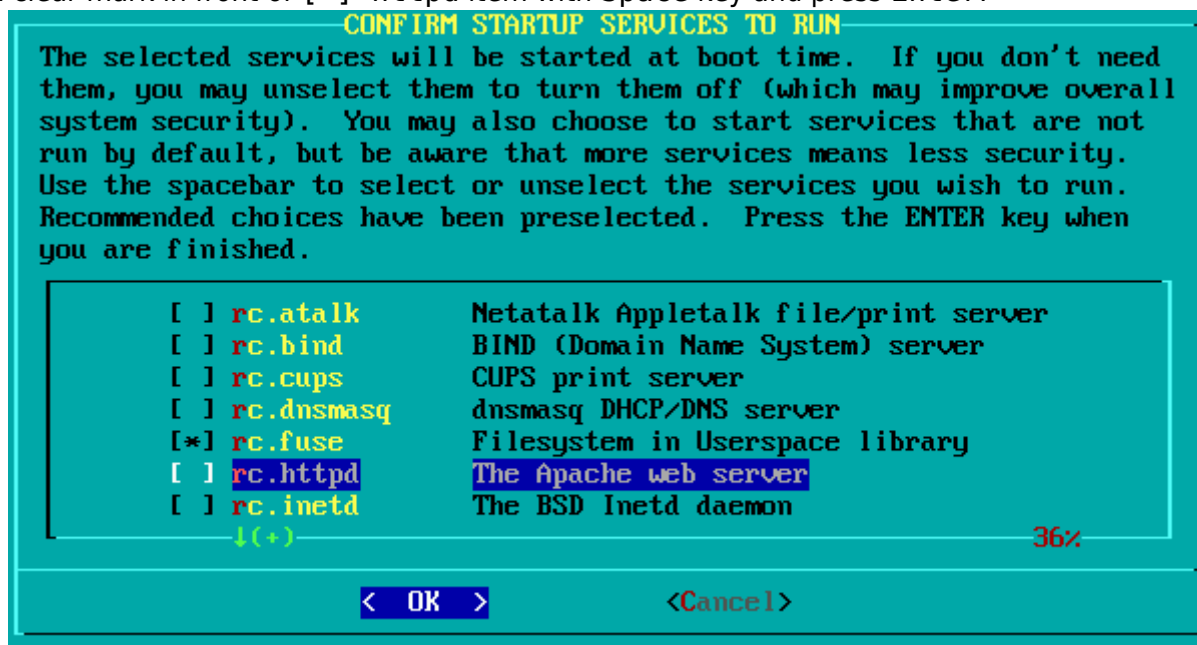 CONFIRM STARTUP SERVICES TO RUN
The selected services will be started at boot time.  If you don't need
them, you may unselect them to turn them off (which may improve overall
system security).  You may also choose to start services that are not
run by default, but be aware that more services means less security.
Use the spacebar to select or unselect the services you wish to run.
Recommended choices have been preselected.  Press the ENTER key when
you are finished.
[ ] rc.atalk Netatalk Appletalk file/print server
[ ] rc.bind BIND (Domain Name System) server
[ ] rc.cups CUPS print server
[ ] rc.dnsmasq dnsmasq DHCP/DNS server
[*] rc.fuse Filesystem in Userspace library
[ ] rc.httpd The Apache web server
[ ] rc.inetd The BSD Inetd daemon
↓(+) 36%
< OK > <Cancel>